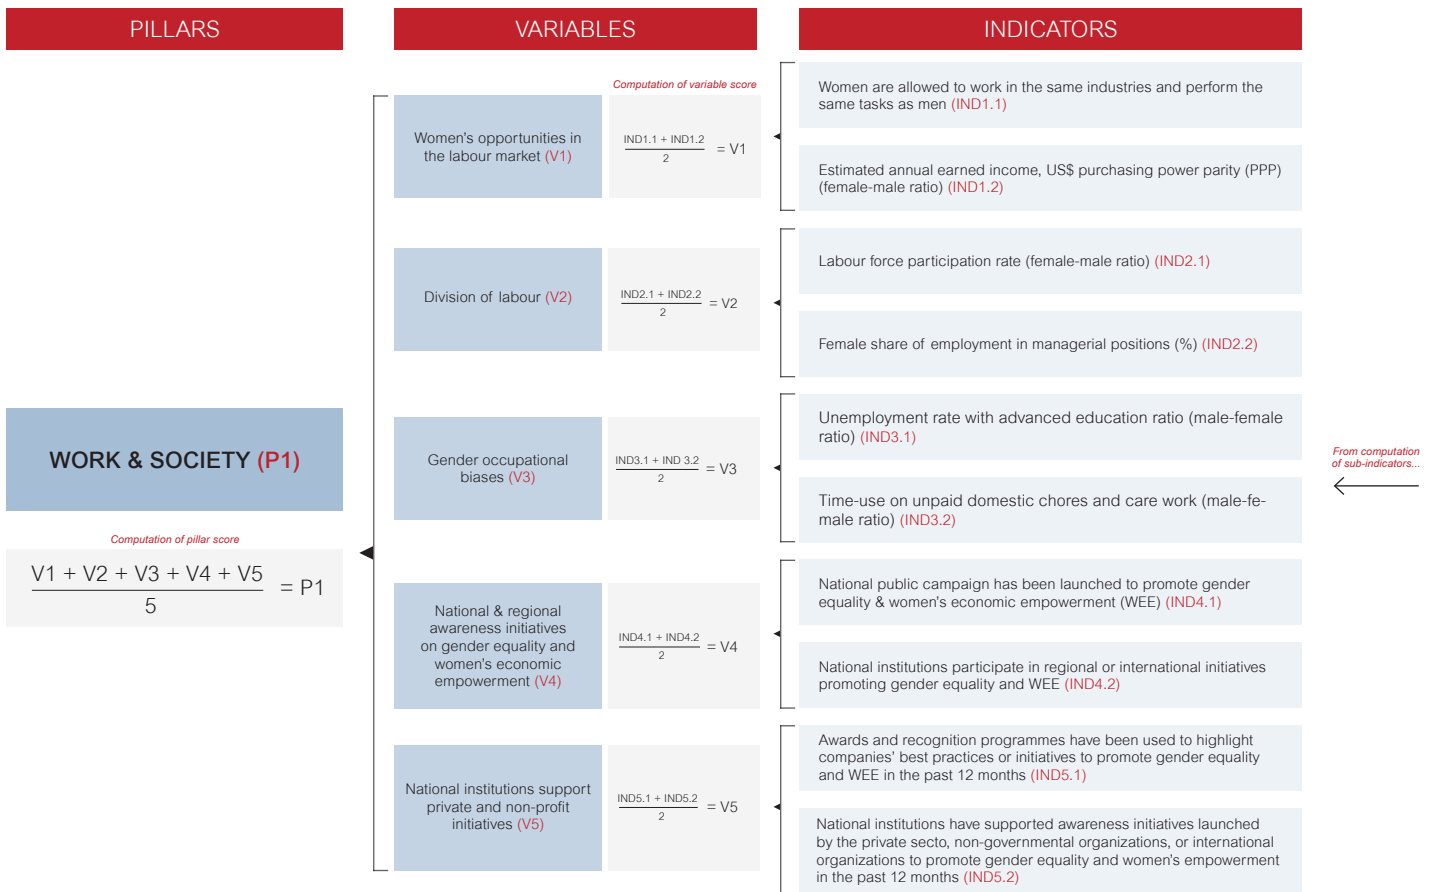 PILLARS
VARIABLES
INDICATORS
WORK & SOCIETY (P1)
Computation of pillar score
V1 + V2 + V3 + V4 + V5
5
= P1
Computation of variable score
Women's opportunities in
the labour market (V1)
IND1.1 + IND1.2
2
= V1
Women are allowed to work in the same industries and perform the
same tasks as men (IND1.1)
Estimated annual earned income, US$ purchasing power parity (PPP)
(female-male ratio) (IND1.2)
Division of labour (V2)
IND2.1 + IND2.2
2
= V2
Labour force participation rate (female-male ratio) (IND2.1)
Female share of employment in managerial positions (%) (IND2.2)
Gender occupational
biases (V3)
IND3.1 + IND 3.2
2
= V3
Unemployment rate with advanced education ratio (male-female
ratio) (IND3.1)
Time-use on unpaid domestic chores and care work (male-fe-
male ratio) (IND3.2)
National & regional
awareness initiatives
on gender equality and
women's economic
empowerment (V4)
IND4.1 + IND4.2
2
= V4
National public campaign has been launched to promote gender
equality & women's economic empowerment (WEE) (IND4.1)
National institutions participate in regional or international initiatives
promoting gender equality and WEE (IND4.2)
National institutions support
private and non-profit
initiatives (V5)
IND5.1 + IND5.2
2
= V5
Awards and recognition programmes have been used to highlight
companies' best practices or initiatives to promote gender equality
and WEE in the past 12 months (IND5.1)
National institutions have supported awareness initiatives launched
by the private secto, non-governmental organizations, or international
organizations to promote gender equality and women's empowerment
in the past 12 months (IND5.2)
From computation
of sub-indicators...